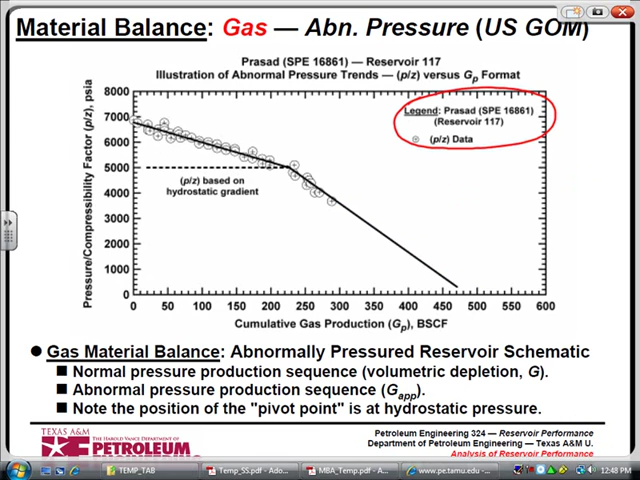 Material Balance: Gas — Abn. Pressure (US GOM)
Prasad (SPE 16861) — Reservoir 117
Illustration of Abnormal Pressure Trends — (p/z) versus Gp Format
Pressure/Compressibility Factor (p/z), psia
8000
7000
6000
5000
4000
3000
2000
1000
0
Legend: Prasad (SPE 16861)
(Reservoir 117)
(p/z) Data
(p/z) based on
hydrostatic gradient
0 50 100 150 200 250 300 350 400 450 500 550 600
Cumulative Gas Production (Gp), BSCF
Gas Material Balance: Abnormally Pressured Reservoir Schematic
Normal pressure production sequence (volumetric depletion, G).
Abnormal pressure production sequence (Gapp).
Note the position of the "pivot point" is at hydrostatic pressure.
TEXAS A&M
THE HAROLD VANCE DEPARTMENT OF
PETROLEUM
Petroleum Engineering 324 — Reservoir Performance
Department of Petroleum Engineering — Texas A&M U.
Analysis of Reservoir Performance
TEMP_TAB
Temp_SS.pdf - Ado...
MBA_Temp.pdf - A...
www.pe.tamu.edu - ...
12:48 PM